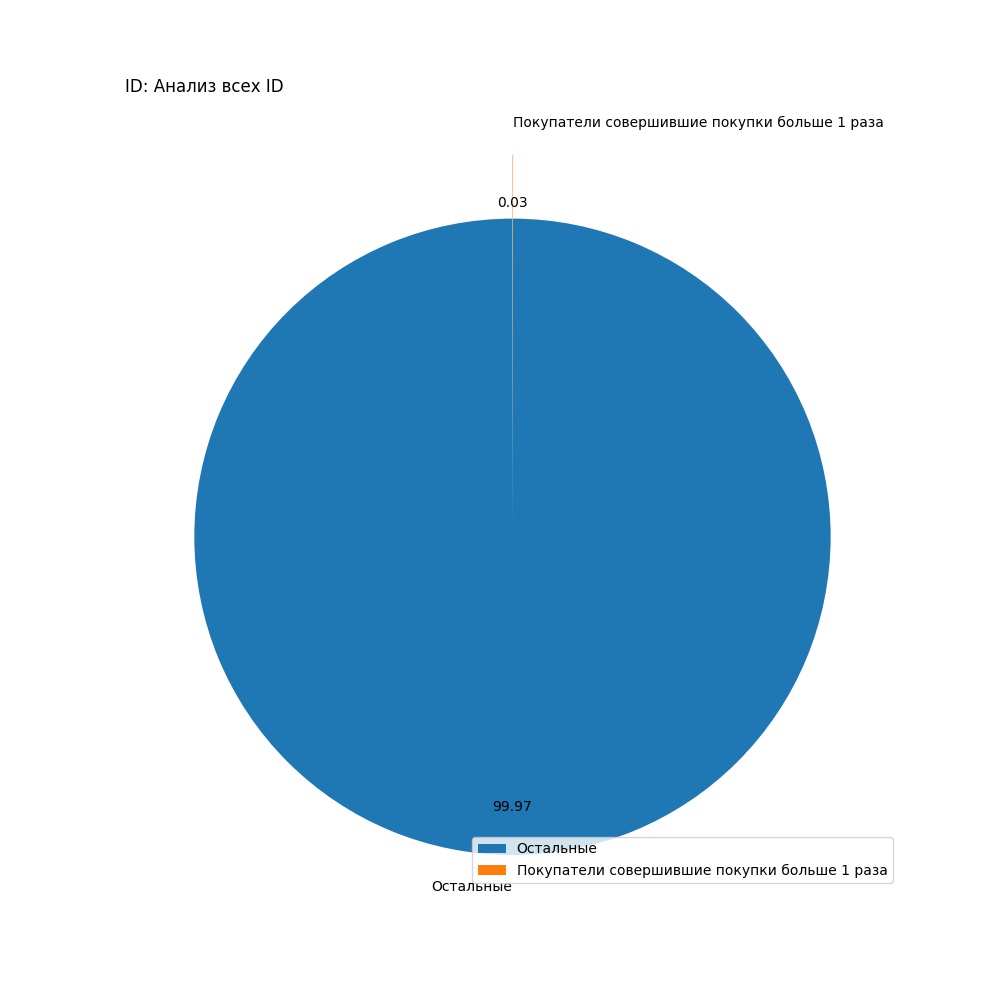 ID: Анализ всех ID
Покупатели совершившие покупки больше 1 раза
0.03
99.97
Остальные
Покупатели совершившие покупки больше 1 раза
Остальные